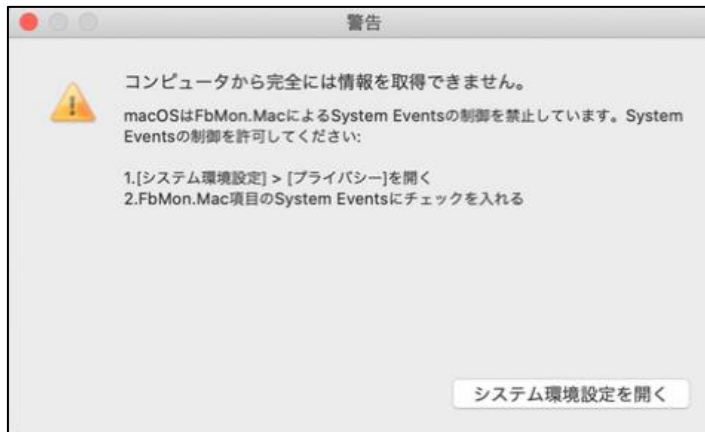 警告
コンピュータから完全には情報を取得できません。
macOSはFbMon.MacによるSystem Eventsの制御を禁止しています。System
Eventsの制御を許可してください:
1.[システム環境設定] > [プライバシー]を開く
2.FbMon.Mac項目のSystem Eventsにチェックを入れる
システム環境設定を開く